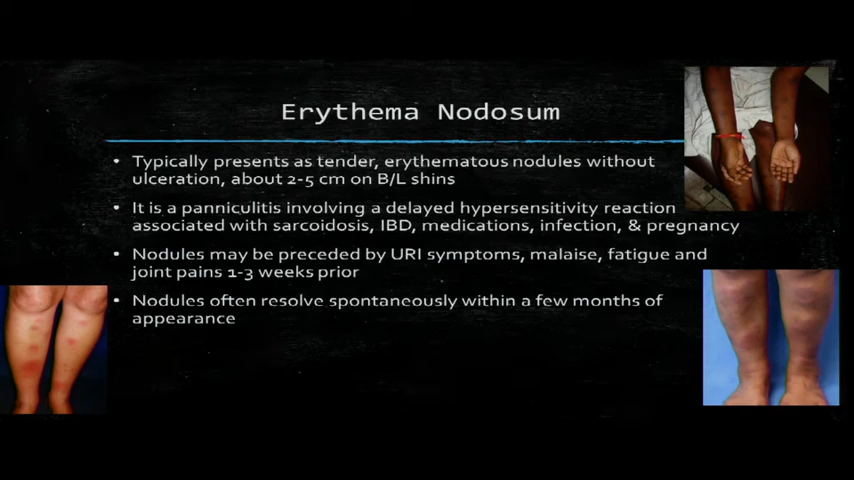 Erythema Nodosum
• Typically presents as tender, erythematous nodules without
ulceration, about 2-5 cm on B/L shins
• It is a panniculitis involving a delayed hypersensitivity reaction
associated with sarcoidosis, IBD, medications, infection, & pregnancy
• Nodules may be preceded by URI symptoms, malaise, fatigue and
joint pains 1-3 weeks prior
• Nodules often resolve spontaneously within a few months of
appearance